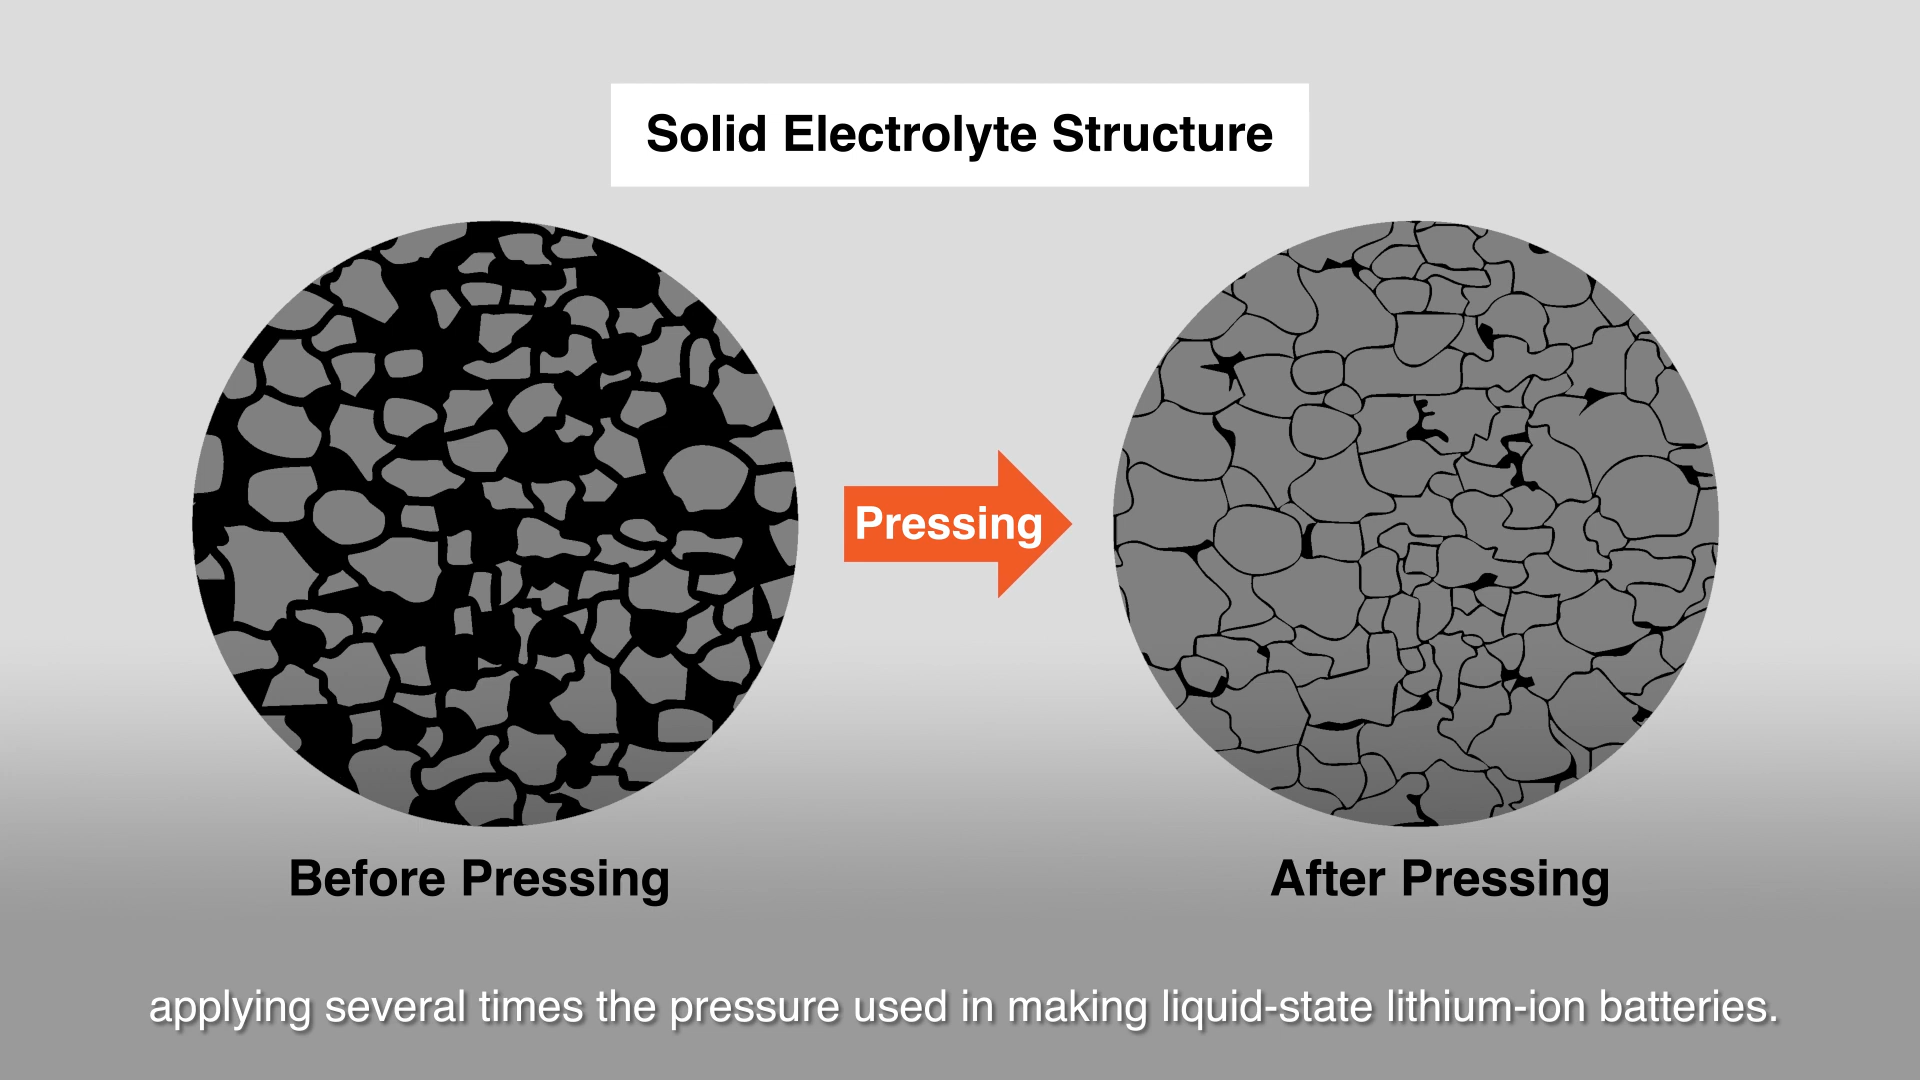 Solid Electrolyte Structure
Pressing
Before Pressing
After Pressing
applying several times the pressure used in making liquid-state lithium-ion batteries.